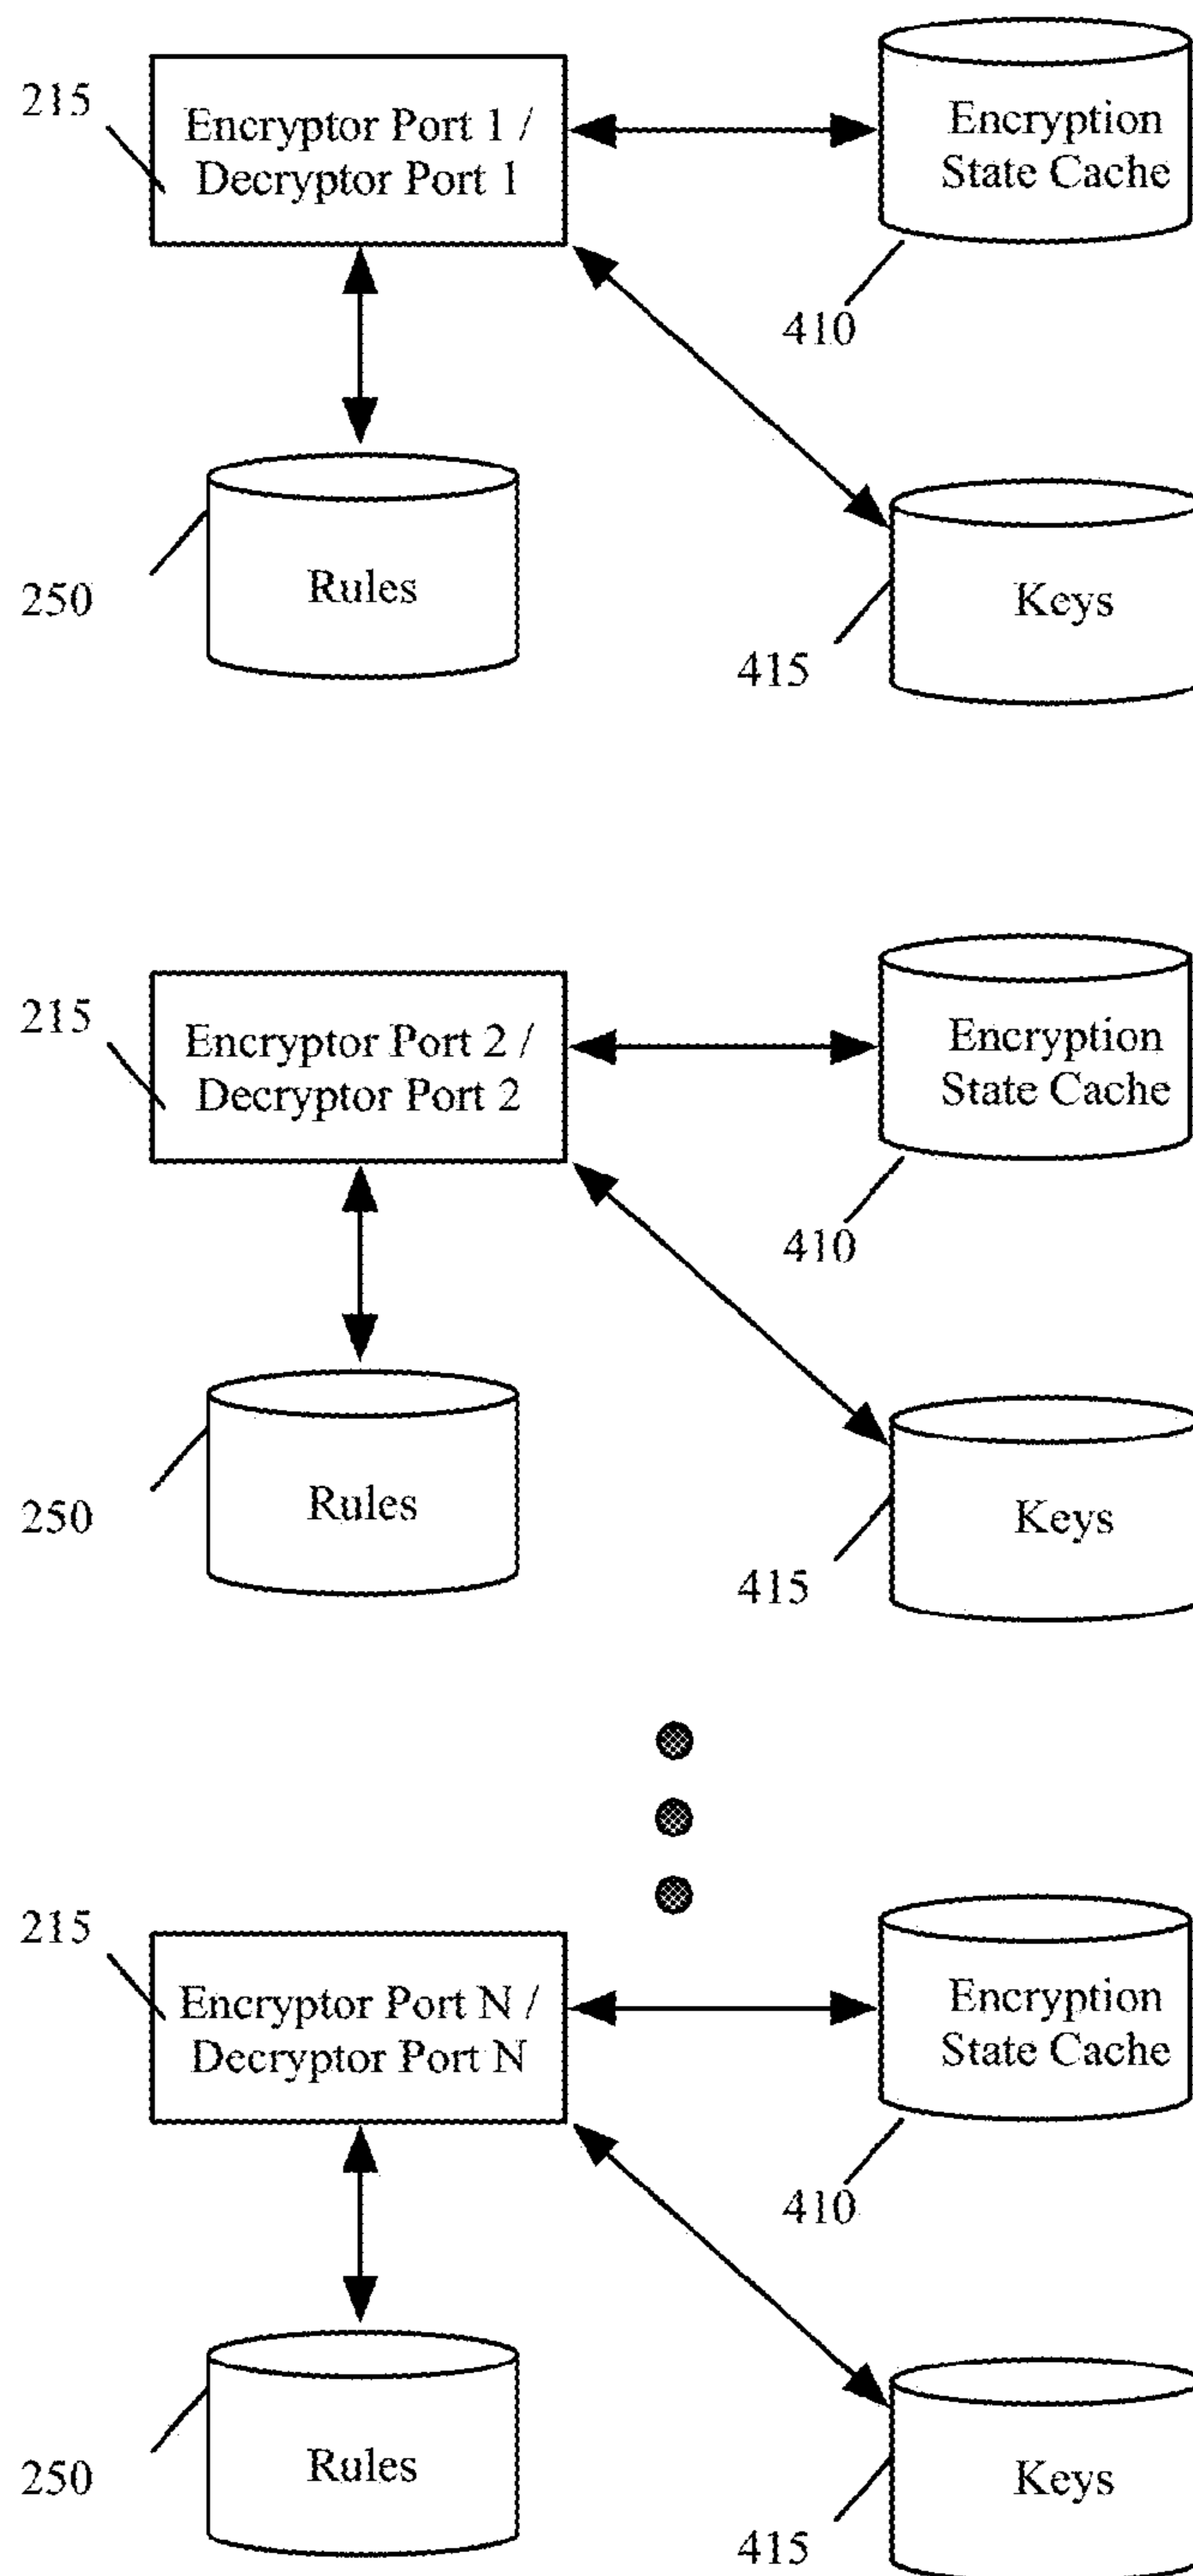 215
Encryptor Port 1 /
Decryptor Port 1
Encryption
State Cache
410
250
Rules
Keys
415
215
Encryptor Port 2 /
Decryptor Port 2
Encryption
State Cache
410
250
Rules
Keys
415
215
Encryptor Port N /
Decryptor Port N
Encryption
State Cache
410
250
Rules
Keys
415